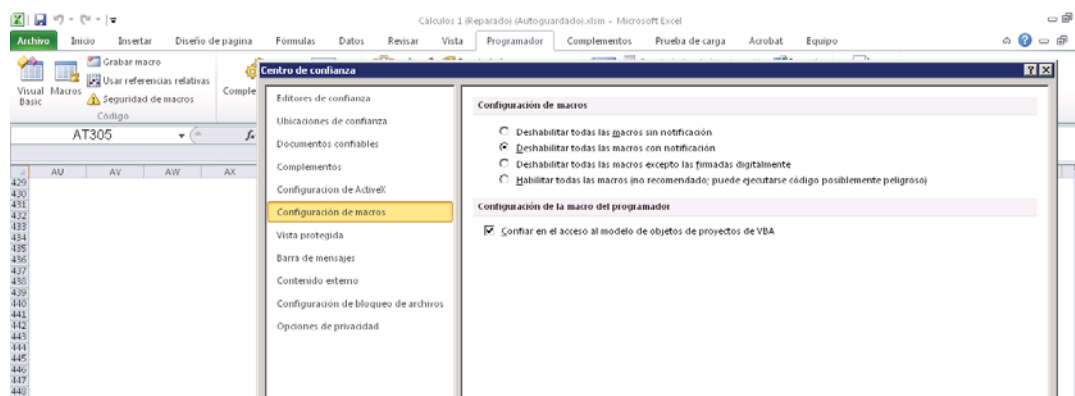 Cálculos 1 (Reparado) (Autoguardado).xlsm - Microsoft Excel
Archivo Inicio Insertar Diseño de página Fórmulas Datos Revisar Vista Programador Complementos Prueba de carga Acrobat Equipo
Visual Basic
Macros
Grabar macro
Usar referencias relativas
Seguridad de macros
Comple
Código
AT305
AU AV AW AX
429
430
431
432
433
434
435
436
437
438
439
440
441
442
443
444
445
446
447
448
Centro de confianza
Editores de confianza
Ubicaciones de confianza
Documentos confiables
Complementos
Configuración de ActiveX
Configuración de macros
Vista protegida
Barra de mensajes
Contenido externo
Configuración de bloqueo de archivos
Opciones de privacidad
Configuración de macros
Deshabilitar todas las macros sin notificación
Deshabilitar todas las macros con notificación
Deshabilitar todas las macros excepto las firmadas digitalmente
Habilitar todas las macros (no recomendado; puede ejecutarse código posiblemente peligroso)
Configuración de la macro del programador
Confiar en el acceso al modelo de objetos de proyectos de VBA